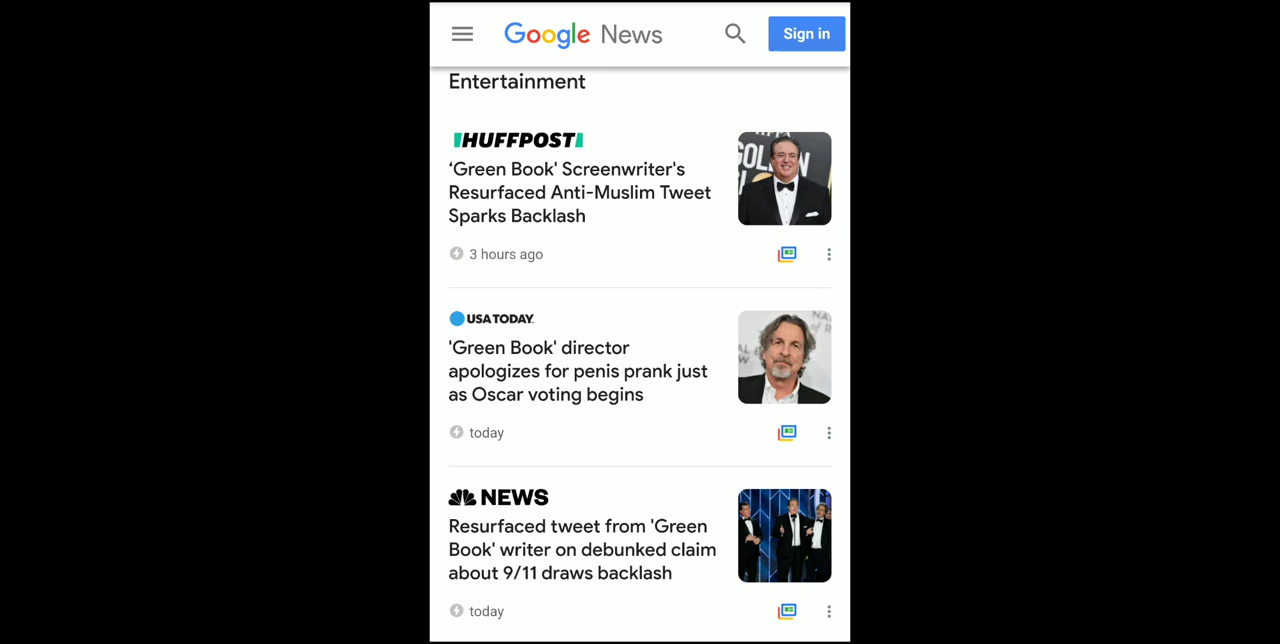 Google News
Sign in
Entertainment
HUFFPOST
‘Green Book' Screenwriter's
Resurfaced Anti-Muslim Tweet
Sparks Backlash
GOLDEN
3 hours ago
USA TODAY
'Green Book' director
apologizes for penis prank just
as Oscar voting begins
today
NEWS
Resurfaced tweet from 'Green
Book' writer on debunked claim
about 9/11 draws backlash
today